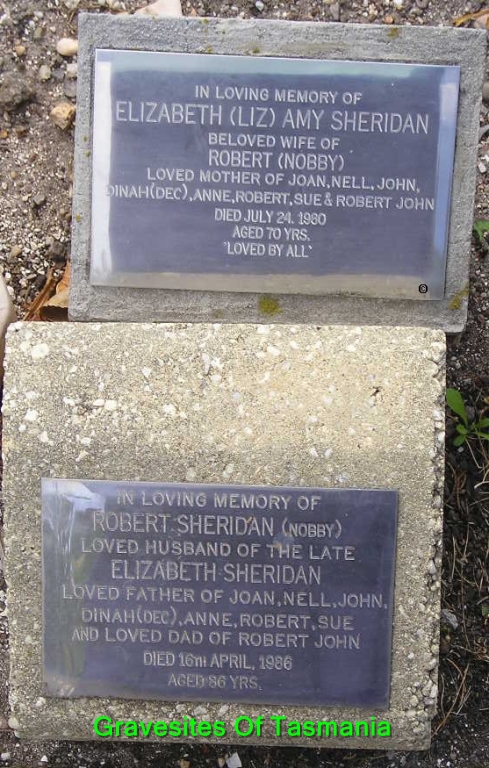 IN LOVING MEMORY OF
ELIZABETH (LIZ) AMY SHERIDAN
BELOVED WIFE OF
ROBERT (NOBBY)
LOVED MOTHER OF JOAN, NELL, JOHN,
DINAH (DEC), ANNE, ROBERT, SUE & ROBERT JOHN
DIED JULY 24. 1980
AGED 70 YRS.
"LOVED BY ALL"
IN LOVING MEMORY OF
ROBERT SHERIDAN (NOBBY)
LOVED HUSBAND OF THE LATE
ELIZABETH SHERIDAN
LOVED FATHER OF JOAN, NELL, JOHN,
DINAH (DEC), ANNE, ROBERT, SUE
AND LOVED DAD OF ROBERT JOHN
DIED 16TH APRIL, 1986
AGED 86 YRS.
Gravesites Of Tasmania